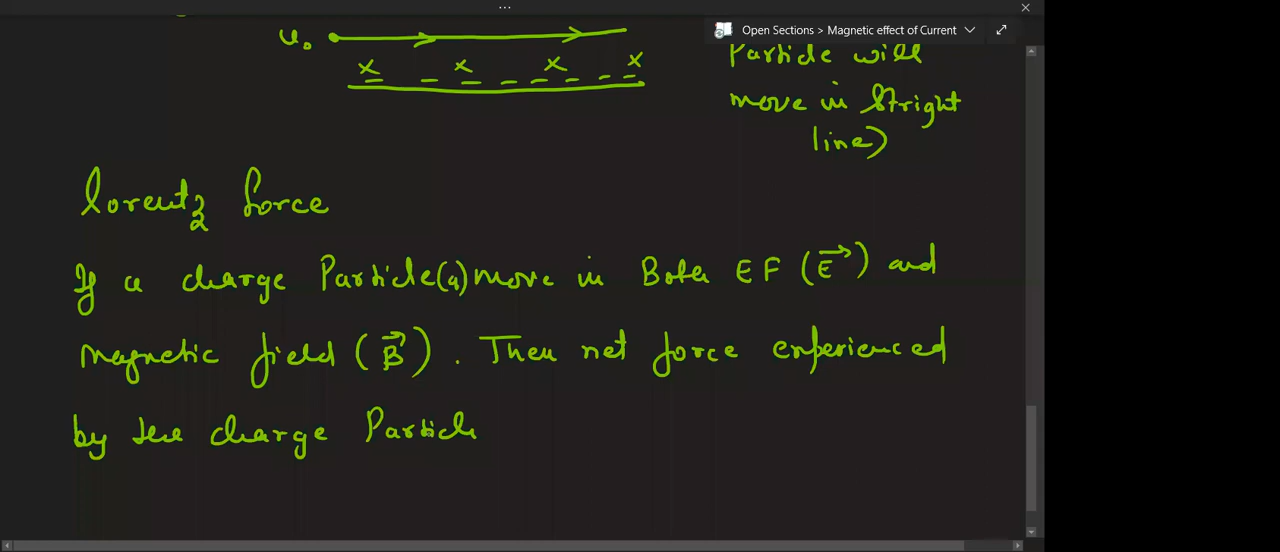 ...
Open Sections > Magnetic effect of Current
u₀
x x x x
Particle will
move in Stright
line)
lorentz force
If a charge Particle(q) move in Both EF (E→) and
magnetic field (B→). Then net force experienced
by the charge Particle